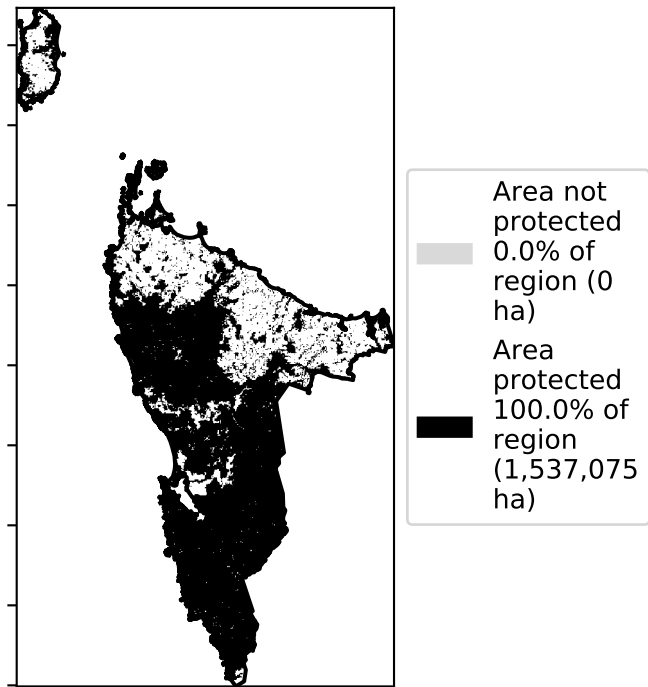 Area not
protected
0.0% of
region (0
ha)
Area
protected
100.0% of
region
(1,537,075
ha)